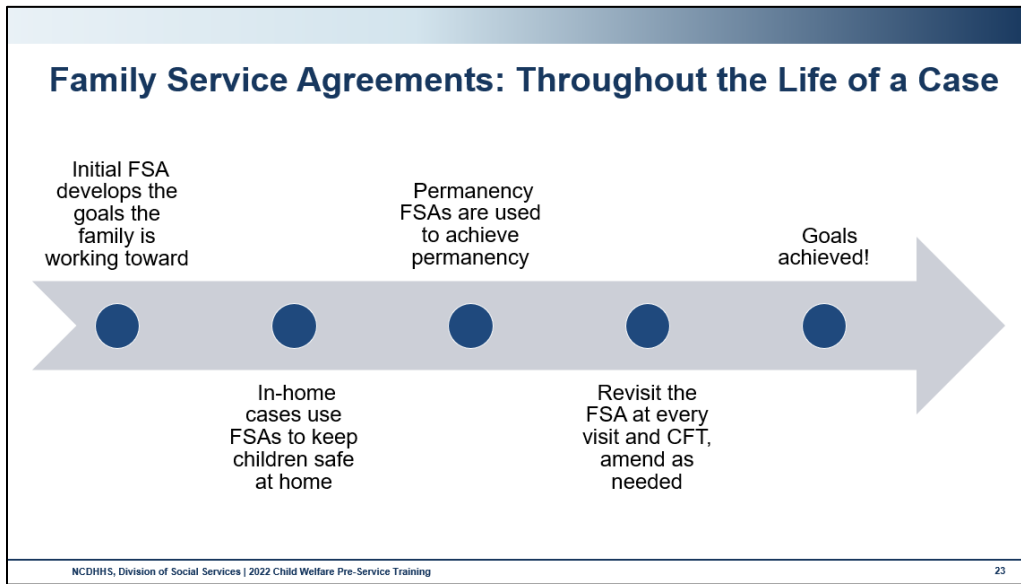 Family Service Agreements: Throughout the Life of a Case
Initial FSA
develops the
goals the
family is
working toward
In-home
cases use
FSAs to keep
children safe
at home
Permanency
FSAs are used
to achieve
permanency
Revisit the
FSA at every
visit and CFT,
amend as
needed
Goals
achieved!
NCDHHS, Division of Social Services | 2022 Child Welfare Pre-Service Training
23